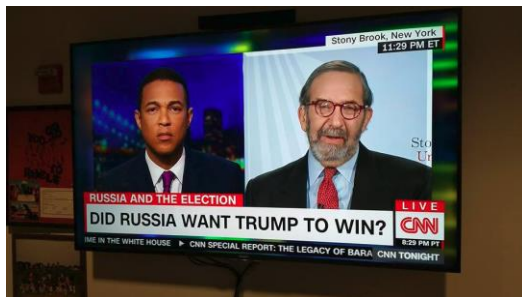 Stony Brook, New York
11:29 PM ET
Sto
Un
RUSSIA AND THE ELECTION
LIVE
DID RUSSIA WANT TRUMP TO WIN?
CNN
8:29 PM PT
IME IN THE WHITE HOUSE ▶ CNN SPECIAL REPORT: THE LEGACY OF BARA
CNN TONIGHT